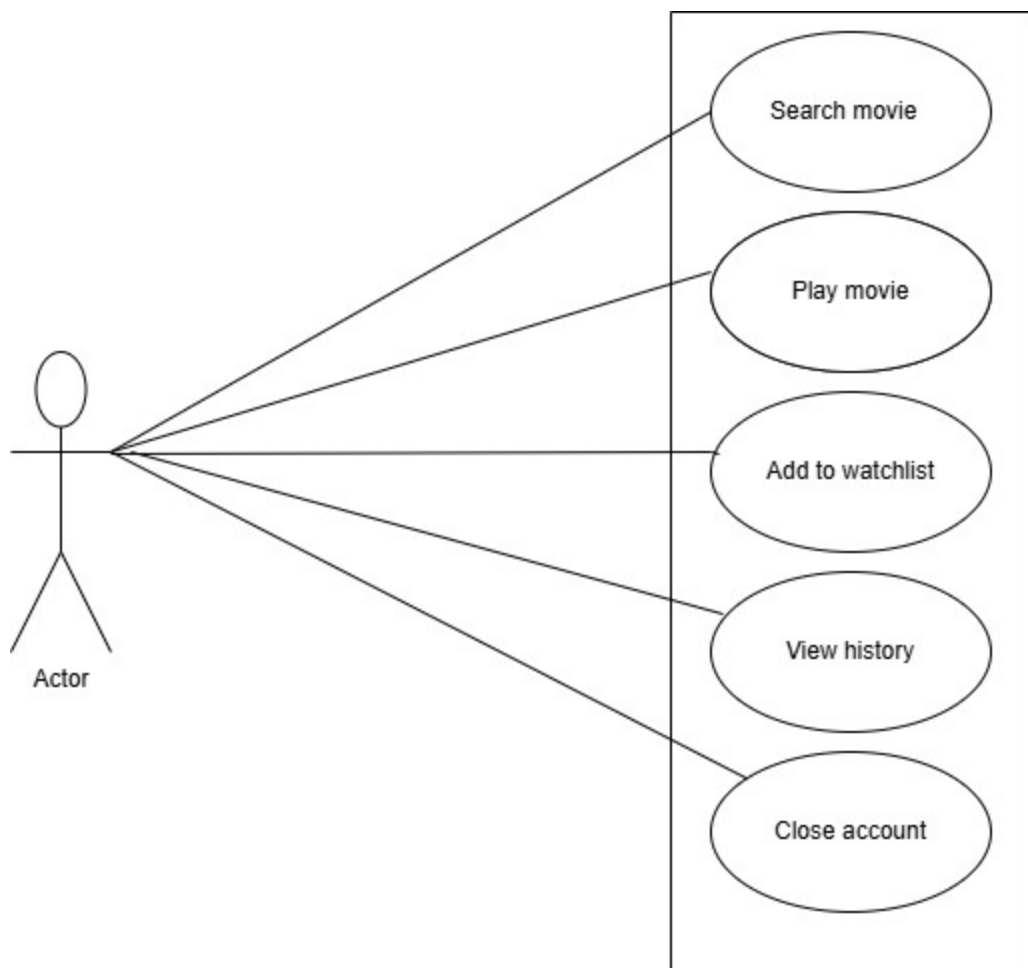 Search movie
Play movie
Add to watchlist
View history
Actor
Close account